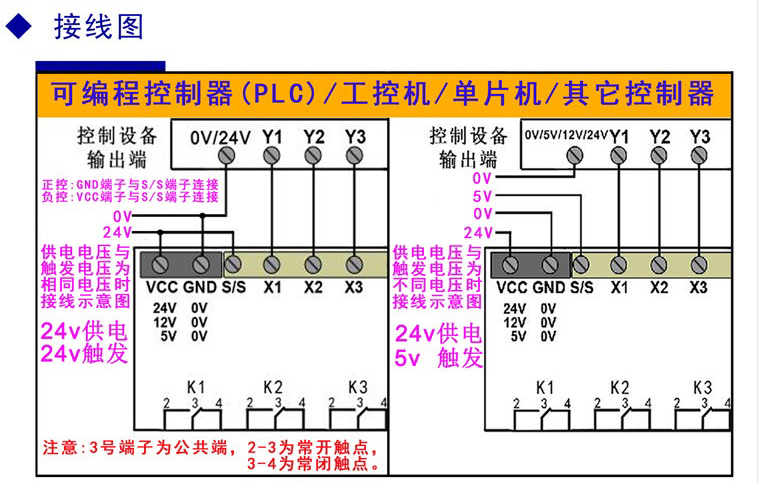 ◆ 接线图
可编程控制器(PLC)/工控机/单片机/其它控制器
控制设备
输出端
0V/24V Y1 Y2 Y3
正控:GND端子与S/S端子连接
负控:VCC端子与S/S端子连接
0V
24V
供电电压与
触发电压为
相同电压时
接线示意图
VCC GND S/S X1 X2 X3
24V 0V
12V 0V
5V 0V
24v供电
24v触发
K1 K2 K3
2 3 4 2 3 4 2 3 4
控制设备
输出端
0V/5V/12V/24V Y1 Y2 Y3
0V
5V
0V
24V
供电电压与
触发电压为
不同电压时
接线示意图
VCC GND S/S X1 X2 X3
24V 0V
12V 0V
5V 0V
24v供电
5v 触发
K1 K2 K3
2 3 4 2 3 4 2 3 4
注意:3号端子为公共端，2-3为常开触点，
3-4为常闭触点。